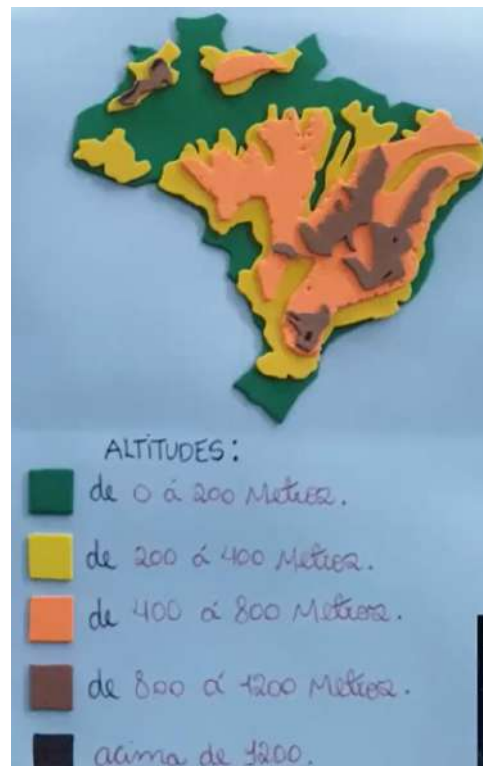 ALTITUDES:
de 0 á 200 Metros.
de 200 á 400 Metros.
de 400 á 800 Metros.
de 800 á 1200 Metros.
acima de 1200.